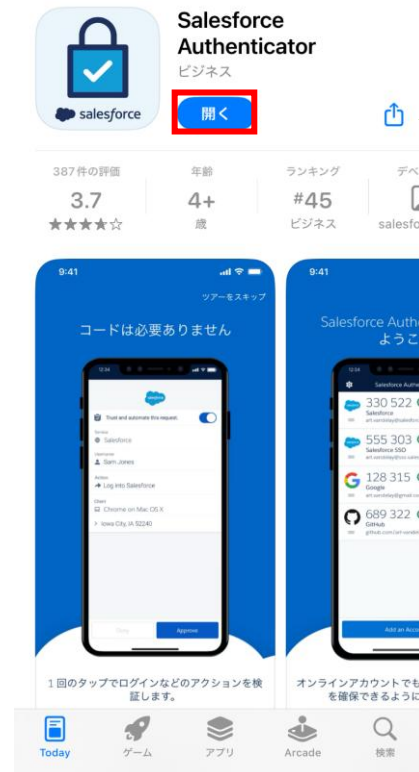 Salesforce
Authenticator
ビジネス
salesforce
開く
387件の評価
年齢
ランキング
3.7
4+
#45
歳
ビジネス
9:41
ツアーをスキップ
コードは必要ありません
12:34
Trust and automate this request.
Salesforce
Sam Jones
Log Into Salesforce
Chrome on Mac OS X
Iowa City, IA 52240
Deny
Approve
1回のタップでログインなどのアクションを検
証します。
9:41
Salesforce
ようこ
12:34
330 522
Salesforce
555 303
Salesforce SSO
128 315
Google
689 322
GitHub
オンラインアカウントでも
を確保できるように
Today
ゲーム
アプリ
Arcade
検索